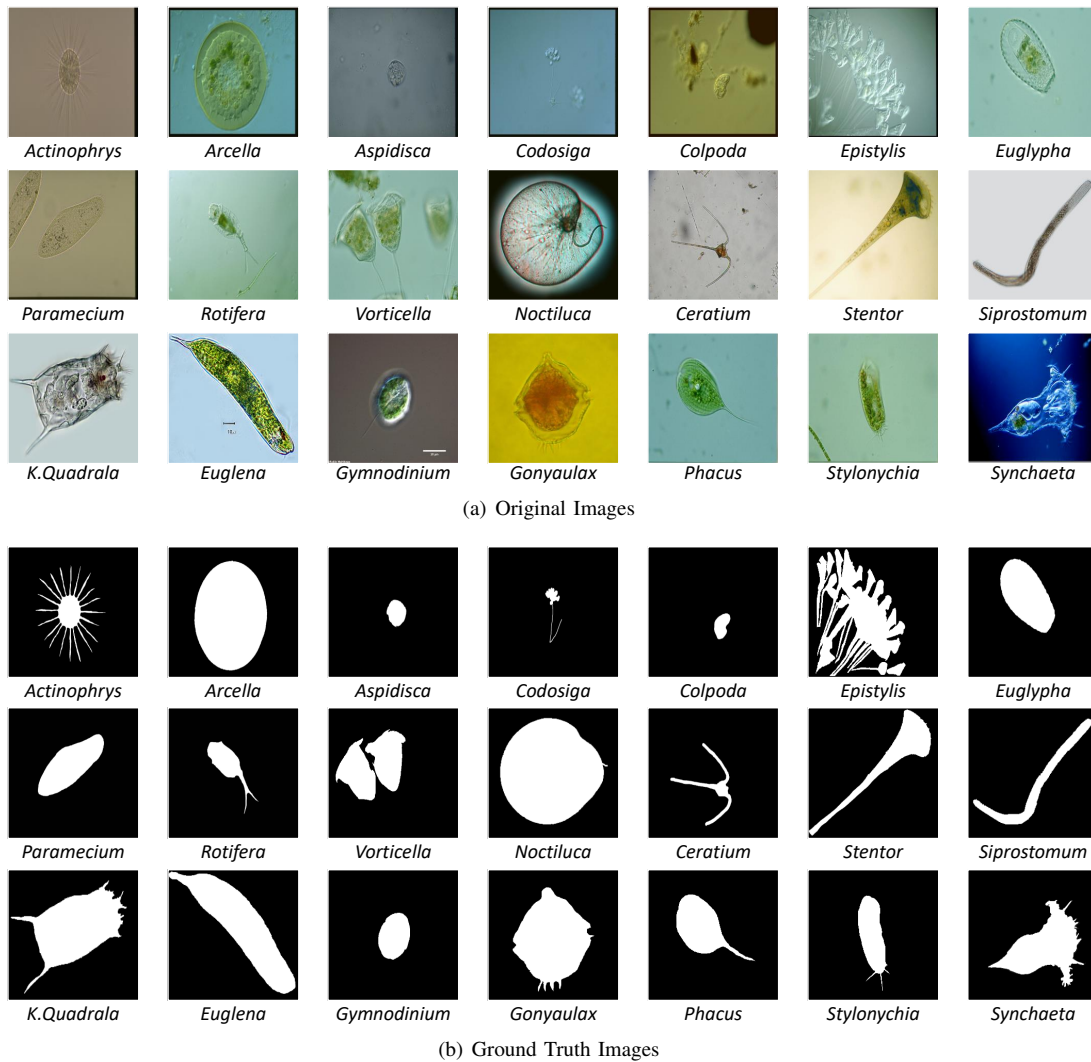 Actinophrys Arcella Aspidisca Codosiga Colpoda Epistylis Euglypha
Paramecium Rotifera Vorticella Noctiluca Ceratium Stentor Siprostomum
K.Quadrala Euglena Gymnodinium Gonyaulax Phacus Stylonychia Synchaeta
(a) Original Images
Actinophrys Arcella Aspidisca Codosiga Colpoda Epistylis Euglypha
Paramecium Rotifera Vorticella Noctiluca Ceratium Stentor Siprostomum
K.Quadrala Euglena Gymnodinium Gonyaulax Phacus Stylonychia Synchaeta
(b) Ground Truth Images